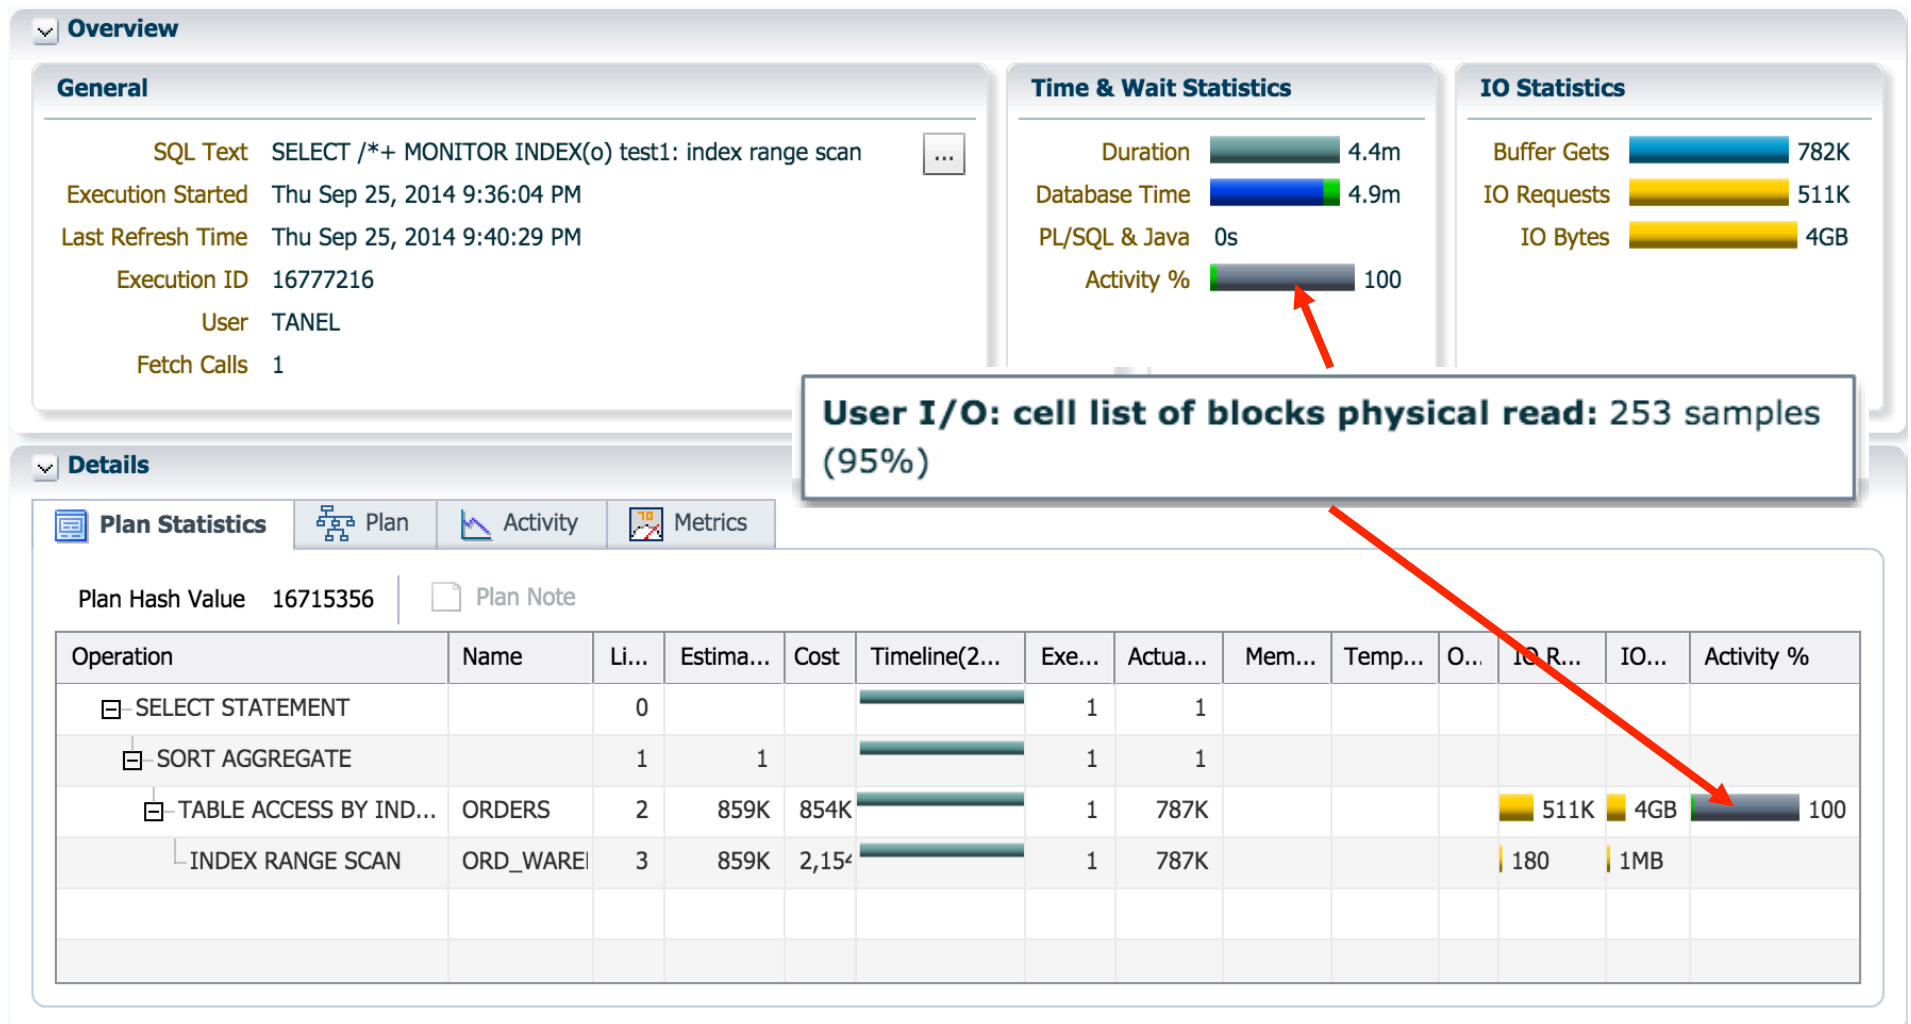 Overview
General
SQL Text SELECT /*+ MONITOR INDEX(o) test1: index range scan ...
Execution Started Thu Sep 25, 2014 9:36:04 PM
Last Refresh Time Thu Sep 25, 2014 9:40:29 PM
Execution ID 16777216
User TANEL
Fetch Calls 1
Time & Wait Statistics
Duration 4.4m
Database Time 4.9m
PL/SQL & Java 0s
Activity % 100
IO Statistics
Buffer Gets 782K
IO Requests 511K
IO Bytes 4GB
User I/O: cell list of blocks physical read: 253 samples
(95%)
Details
Plan Statistics Plan Activity Metrics
Plan Hash Value 16715356 Plan Note
Operation Name Li... Estima... Cost Timeline(2... Exe... Actua... Mem... Temp... O... IO R... IO... Activity %
SELECT STATEMENT 0 1 1
SORT AGGREGATE 1 1 1 1
TABLE ACCESS BY IND... ORDERS 2 859K 854K 1 787K 511K 4GB 100
INDEX RANGE SCAN ORD_WARE 3 859K 2,154 1 787K 180 1MB